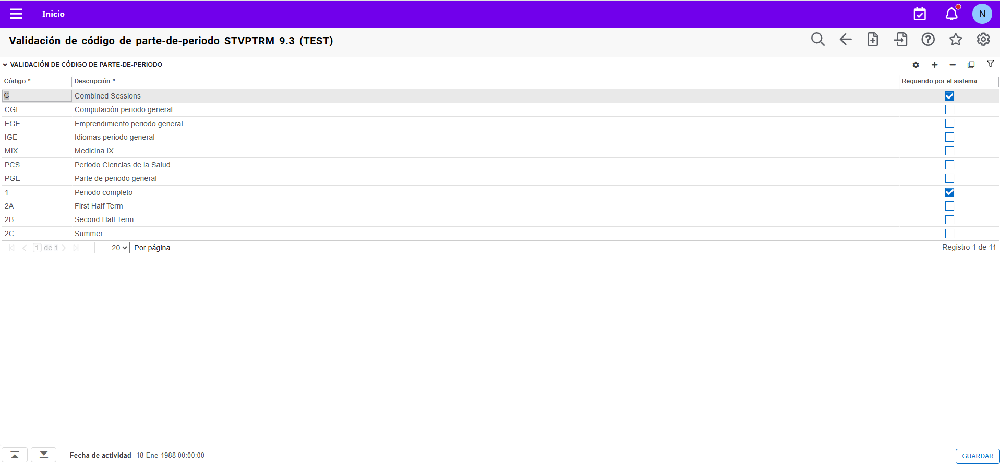 Inicio
N
Validación de código de parte-de-periodo STVPTRM 9.3 (TEST)
VALIDACIÓN DE CÓDIGO DE PARTE-DE-PERIODO
Código * Descripción * Requerido por el sistema
C Combined Sessions
CGE Computación periodo general
EGE Emprendimiento periodo general
IGE Idiomas periodo general
MIX Medicina IX
PCS Periodo Ciencias de la Salud
PGE Parte de periodo general
1 Periodo completo
2A First Half Term
2B Second Half Term
2C Summer
1 de 1 20 Por página Registro 1 de 11
Fecha de actividad 18-Ene-1988 00:00:00 GUARDAR